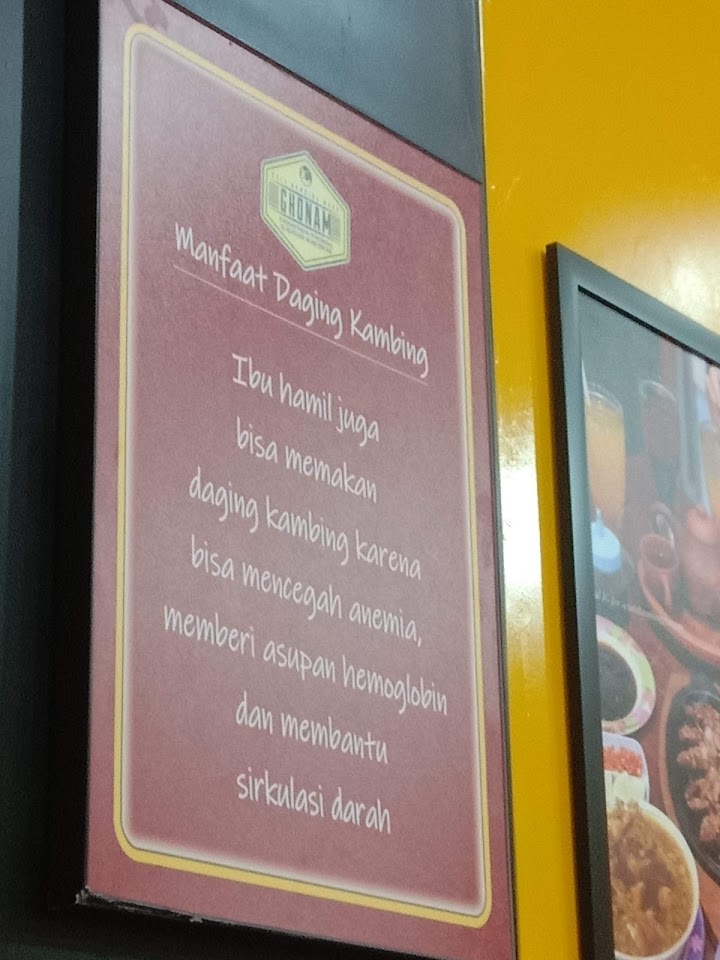 GHONAM
Manfaat Daging Kambing
Ibu hamil juga
bisa memakan
daging kambing karena
bisa mencegah anemia,
memberi asupan hemoglobin
dan membantu
sirkulasi darah